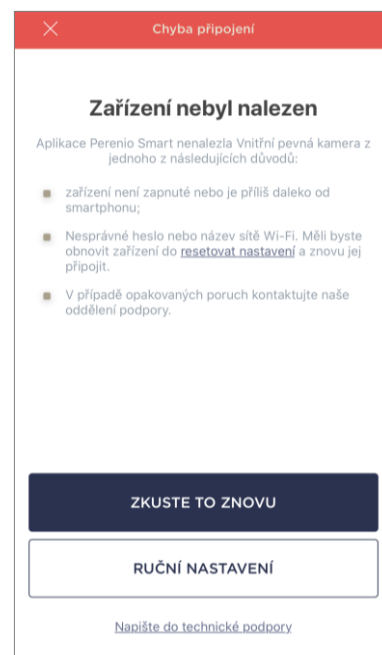 Chyba připojení
Zařízení nebyl nalezen
Aplikace Perenio Smart nenalezla Vnitřní pevná kamera z
jednoho z následujících důvodů:
zařízení není zapnuté nebo je příliš daleko od
smartphonu;
Nesprávné heslo nebo název sítě Wi-Fi. Měli byste
obnovit zařízení do resetovat nastavení a znovu jej
připojit.
V případě opakovaných poruch kontaktujte naše
oddělení podpory.
ZKUSTE TO ZNOVU
RUČNÍ NASTAVENÍ
Napište do technické podpory